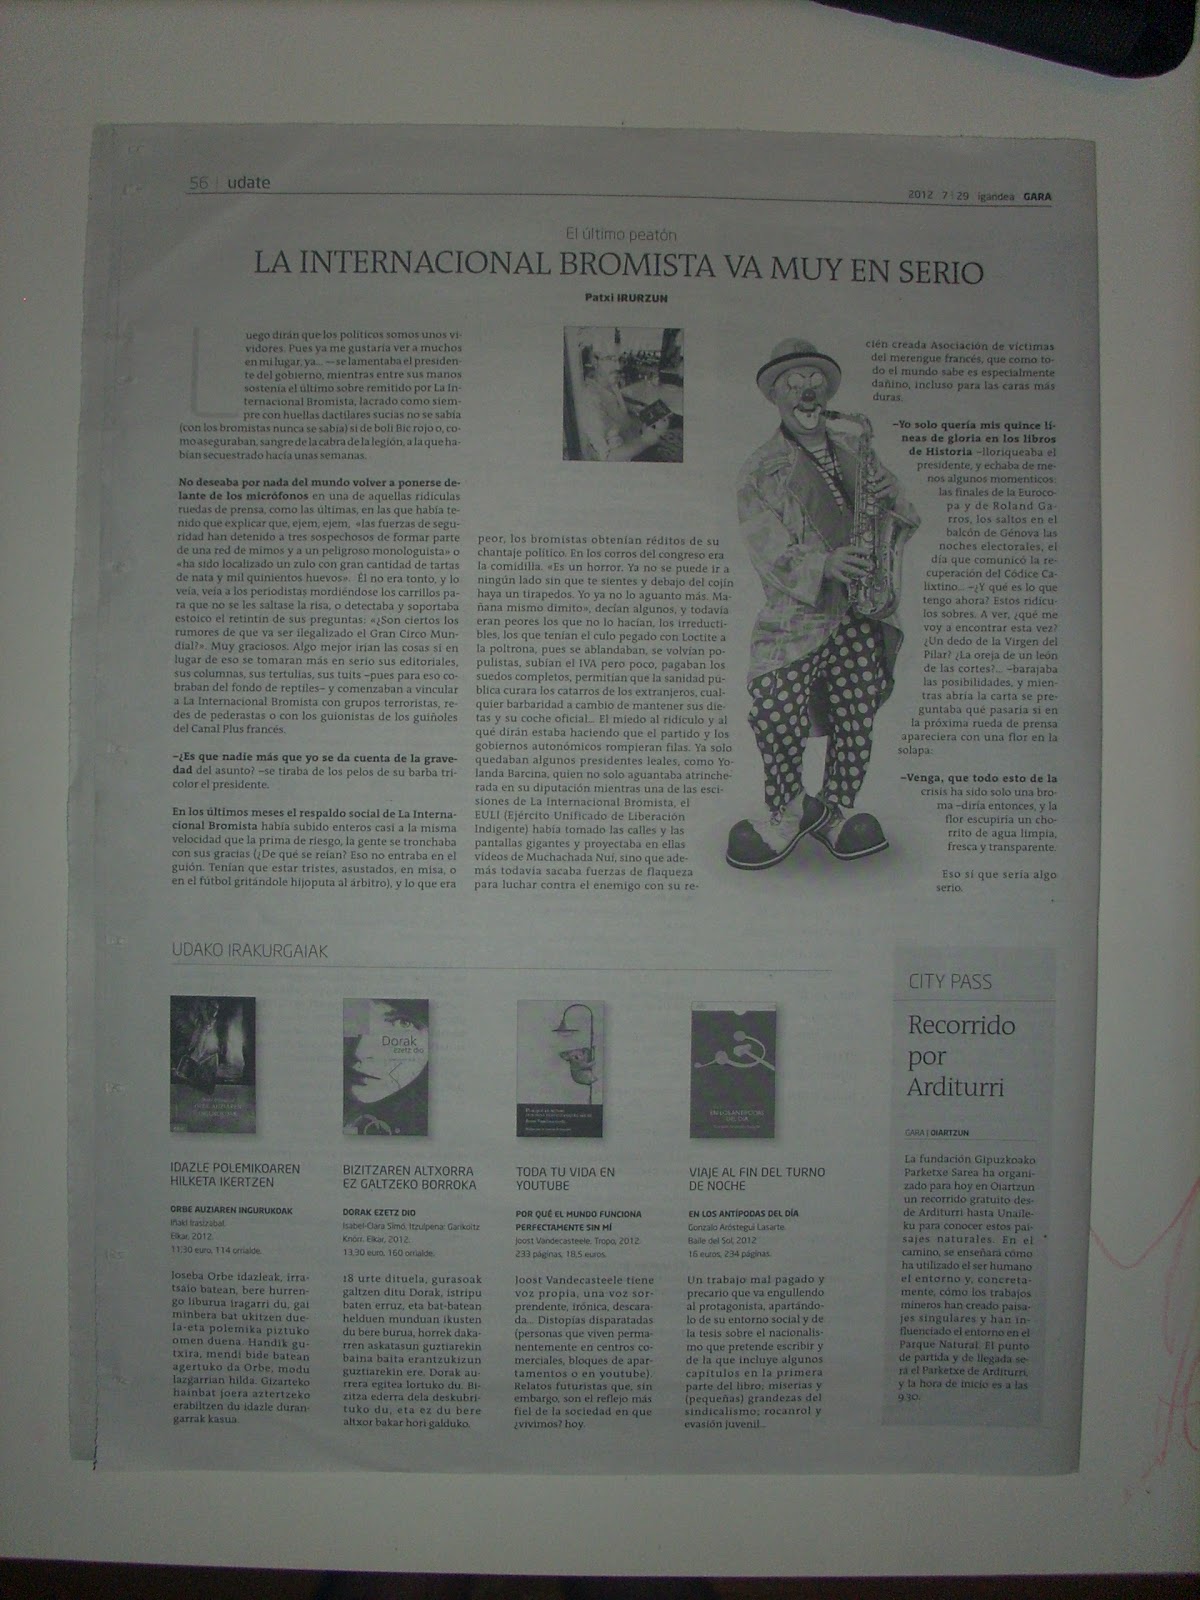 56 | udate
2012 7 | 29 igandea GARA
El último peatón
LA INTERNACIONAL BROMISTA VA MUY EN SERIO
Patxi IRURZUN
Luego dirán que los políticos somos unos vi-
vidores. Pues ya me gustaría ver a muchos
en mi lugar, ya... —se lamentaba el presiden-
te del gobierno, mientras entre sus manos
sostenía el último sobre remitido por La In-
ternacional Bromista, lacrado como siem-
pre con huellas dactilares sucias no se sabía
(con los bromistas nunca se sabía) si de boli Bic rojo o, co-
mo aseguraban, sangre de la cabra de la legión, a la que ha-
bían secuestrado hacía unas semanas.
No deseaba por nada del mundo volver a ponerse de-
lante de los micrófonos en una de aquellas ridículas
ruedas de prensa, como las últimas, en las que había te-
nido que explicar que, ejem, ejem, «las fuerzas de segu-
ridad han detenido a tres sospechosos de formar parte
de una red de mimos y a un peligroso monologuista» o
«ha sido localizado un zulo con gran cantidad de tartas
de nata y mil quinientos huevos». Él no era tonto, y lo
veía, veía a los periodistas mordiéndose los carrillos pa-
ra que no se les saltase la risa, o detectaba y soportaba
estoico el retintín de sus preguntas: «¿Son ciertos los
rumores de que va ser ilegalizado el Gran Circo Mun-
dial?». Muy graciosos. Algo mejor irían las cosas si en
lugar de eso se tomaran más en serio sus editoriales,
sus columnas, sus tertulias, sus tuits –pues para eso co-
braban del fondo de reptiles– y comenzaban a vincular
a La Internacional Bromista con grupos terroristas, re-
des de pederastas o con los guionistas de los guiñoles
del Canal Plus francés.
–¿Es que nadie más que yo se da cuenta de la grave-
dad del asunto? –se tiraba de los pelos de su barba tri-
color el presidente.
En los últimos meses el respaldo social de La Interna-
cional Bromista había subido enteros casi a la misma
velocidad que la prima de riesgo, la gente se tronchaba
con sus gracias (¿De qué se reían? Eso no entraba en el
guión. Tenían que estar tristes, asustados, en misa, o
en el fútbol gritándole hijoputa al árbitro), y lo que era
peor, los bromistas obtenían réditos de su
chantaje político. En los corros del congreso era
la comidilla. «Es un horror. Ya no se puede ir a
ningún lado sin que te sientes y debajo del cojín
haya un tirapedos. Yo ya no lo aguanto más. Ma-
ñana mismo dimito», decían algunos, y todavía
eran peores los que no lo hacían, los irreducti-
bles, los que tenían el culo pegado con Loctite a
la poltrona, pues se ablandaban, se volvían po-
pulistas, subían el IVA pero poco, pagaban los
suedos completos, permitían que la sanidad pú-
blica curara los catarros de los extranjeros, cual-
quier barbaridad a cambio de mantener sus die-
tas y su coche oficial... El miedo al ridículo y al
qué dirán estaba haciendo que el partido y los
gobiernos autonómicos rompieran filas. Ya solo
quedaban algunos presidentes leales, como Yo-
landa Barcina, quien no solo aguantaba atrinche-
rada en su diputación mientras una de las esci-
siones de La Internacional Bromista, el
EULI (Ejército Unificado de Liberación
Indigente) había tomado las calles y las
pantallas gigantes y proyectaba en ellas
vídeos de Muchachada Nui, sino que ade-
más todavía sacaba fuerzas de flaqueza
para luchar contra el enemigo con su re-
cién creada Asociación de víctimas
del merengue francés, que como to-
do el mundo sabe es especialmente
dañino, incluso para las caras más
duras.
–Yo solo quería mis quince lí-
neas de gloria en los libros
de Historia –lloriqueaba el
presidente, y echaba de me-
nos algunos momenticos:
las finales de la Euroco-
pa y de Roland Ga-
rros, los saltos en el
balcón de Génova las
noches electorales, el
día que comunicó la re-
cuperación del Códice Ca-
lixtino... –¿Y qué es lo que
tengo ahora? Estos ridícu-
los sobres. A ver, ¿qué me
voy a encontrar esta vez?
¿Un dedo de la Virgen del
Pilar? ¿La oreja de un león
de las cortes?... –barajaba
las posibilidades, y mien-
tras abría la carta se pre-
guntaba qué pasaría si en
la próxima rueda de prensa
apareciera con una flor en la
solapa:
–Venga, que todo esto de la
crisis ha sido solo una bro-
ma –diría entonces, y la
flor escupiría un cho-
rrito de agua limpia,
fresca y transparente.
Eso sí que sería algo
serio.
UDAKO IRAKURGAIAK
Dorak
ezetz dio
IDAZLE POLEMIKOAREN
HILKETA IKERTZEN
ORBE AUZIAREN INGURUKOAK
Iñaki Irasizabal.
Elkar, 2012.
11,30 euro, 114 orrialde.
Joseba Orbe idazleak, irra-
tsaio batean, bere hurren-
go liburua iragarri du, gai
minbera bat ukitzen due-
la-eta polemika piztuko
omen duena. Handik gu-
txira, mendi bide batean
agertuko da Orbe, modu
lazgarrian hilda. Gizarteko
hainbat joera aztertzeko
erabiltzen du idazle duran-
garrak kasua.
BIZITZAREN ALTXORRA
EZ GALTZEKO BORROKA
DORAK EZETZ DIO
Isabel-Clara Simó. Itzulpena: Garikoitz
Knörr. Elkar, 2012.
13,30 euro, 160 orrialde.
18 urte dituela, gurasoak
galtzen ditu Dorak, istripu
baten erruz, eta bat-batean
helduen munduan ikusten
du bere burua, horrek daka-
rren askatasun guztiarekin
baina baita erantzukizun
guztiarekin ere. Dorak au-
rrera egitea lortuko du. Bi-
zitza ederra dela deskubri-
tuko du, eta ez du bere
altxor bakar hori galduko.
TODA TU VIDA EN
YOUTUBE
POR QUÉ EL MUNDO FUNCIONA
PERFECTAMENTE SIN MÍ
Joost Vandecasteele. Tropo, 2012.
233 páginas, 18,5 euros.
Joost Vandecasteele tiene
voz propia, una voz sor-
prendente, irónica, descara-
da... Distopías disparatadas
(personas que viven perma-
nentemente en centros co-
merciales, bloques de apar-
tamentos o en youtube).
Relatos futuristas que, sin
embargo, son el reflejo más
fiel de la sociedad en que
¿vivimos? hoy.
EN LOS ANTÍPODAS
DEL DÍA
VIAJE AL FIN DEL TURNO
DE NOCHE
EN LOS ANTÍPODAS DEL DÍA
Gonzalo Aróstegui Lasarte.
Baile del Sol, 2012
16 euros, 234 páginas.
Un trabajo mal pagado y
precario que va engullendo
al protagonista, apartándo-
lo de su entorno social y de
la tesis sobre el nacionalis-
mo que pretende escribir y
de la que incluye algunos
capítulos en la primera
parte del libro; miserias y
(pequeñas) grandezas del
sindicalismo; rocanrol y
evasión juvenil...
CITY PASS
Recorrido
por
Arditurri
GARA | OIARTZUN
La fundación Gipuzkoako
Parketxe Sarea ha organi-
zado para hoy en Oiartzun
un recorrido gratuito des-
de Arditurri hasta Unaile-
ku para conocer estos pai-
sajes naturales. En el
camino, se enseñará cómo
ha utilizado el ser humano
el entorno y, concreta-
mente, cómo los trabajos
mineros han creado paisa-
jes singulares y han in-
fluenciado el entorno en el
Parque Natural. El punto
de partida y de llegada se-
rá el Parketxe de Arditurri,
y la hora de inicio es a las
9.30.